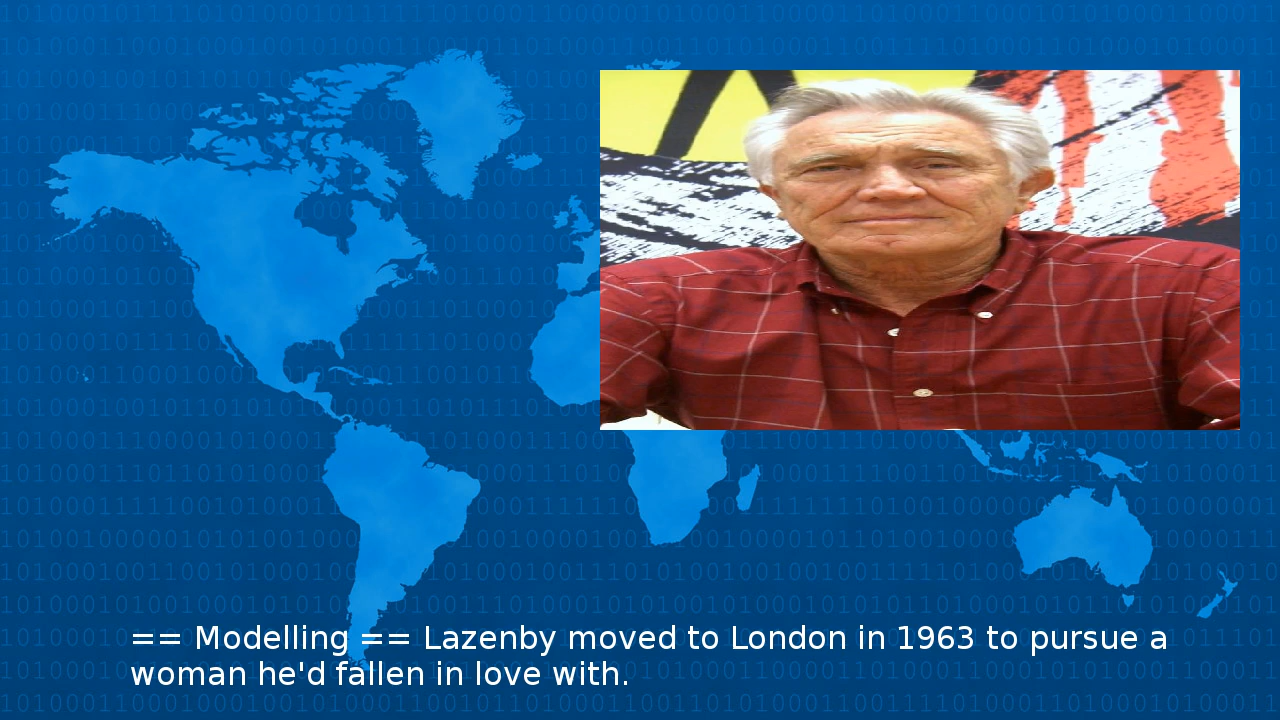 == Modelling == Lazenby moved to London in 1963 to pursue a
woman he'd fallen in love with.